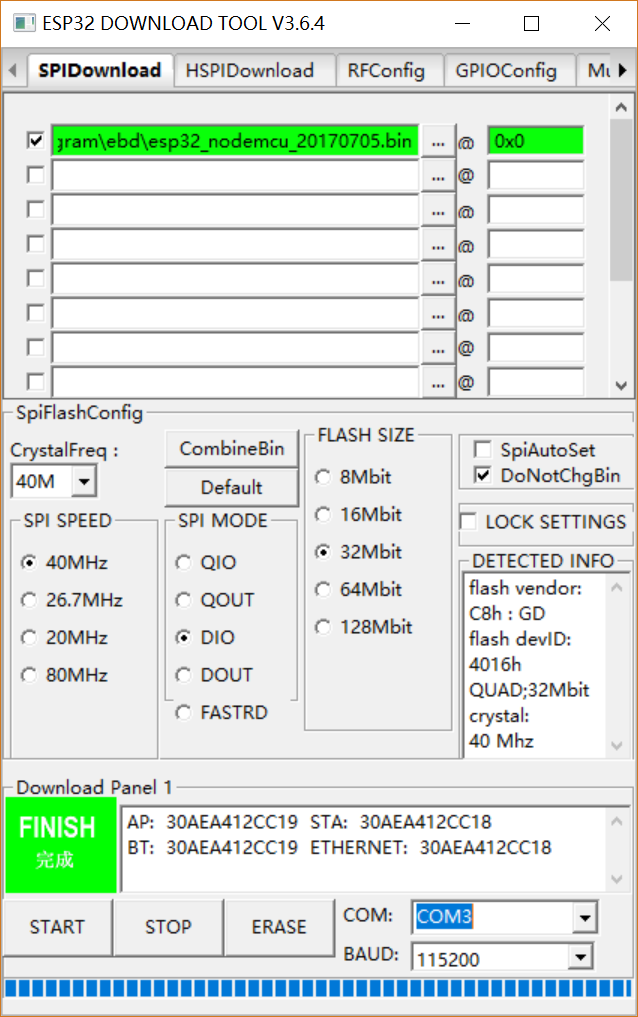 ESP32 DOWNLOAD TOOL V3.6.4
SPIDownload HSPIDownload RFConfig GPIOConfig Mu
gram\ebd\esp32_nodemcu_20170705.bin ... @ 0x0
... @
... @
... @
... @
... @
... @
... @
SpiFlashConfig
CrystalFreq :
40M
CombineBin
Default
SPI SPEED
40MHz
26.7MHz
20MHz
80MHz
SPI MODE
QIO
QOUT
DIO
DOUT
FASTRD
FLASH SIZE
8Mbit
16Mbit
32Mbit
64Mbit
128Mbit
SpiAutoSet
DoNotChgBin
LOCK SETTINGS
DETECTED INFO
flash vendor:
C8h : GD
flash devID:
4016h
QUAD;32Mbit
crystal:
40 Mhz
Download Panel 1
FINISH
完成
AP: 30AEA412CC19 STA: 30AEA412CC18
BT: 30AEA412CC19 ETHERNET: 30AEA412CC18
START STOP ERASE
COM: COM3
BAUD: 115200